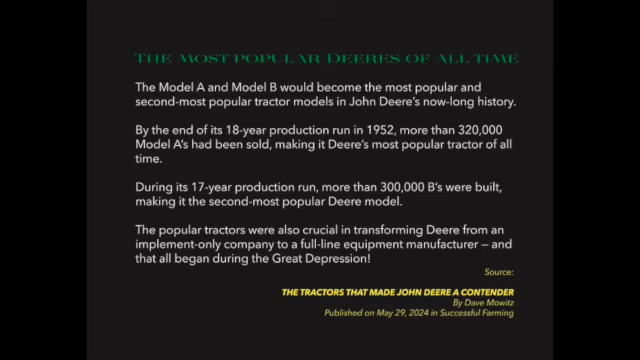 The most popular Deeres of all time
The Model A and Model B would become the most popular and
second-most popular tractor models in John Deere's now-long history.
By the end of its 18-year production run in 1952, more than 320,000
Model A's had been sold, making it Deere's most popular tractor of all
time.
During its 17-year production run, more than 300,000 B's were built,
making it the second-most popular Deere model.
The popular tractors were also crucial in transforming Deere from an
implement-only company to a full-line equipment manufacturer — and
that all began during the Great Depression!
Source:
THE TRACTORS THAT MADE JOHN DEERE A CONTENDER
By Dave Mowitz
Published on May 29, 2024 in Successful Farming